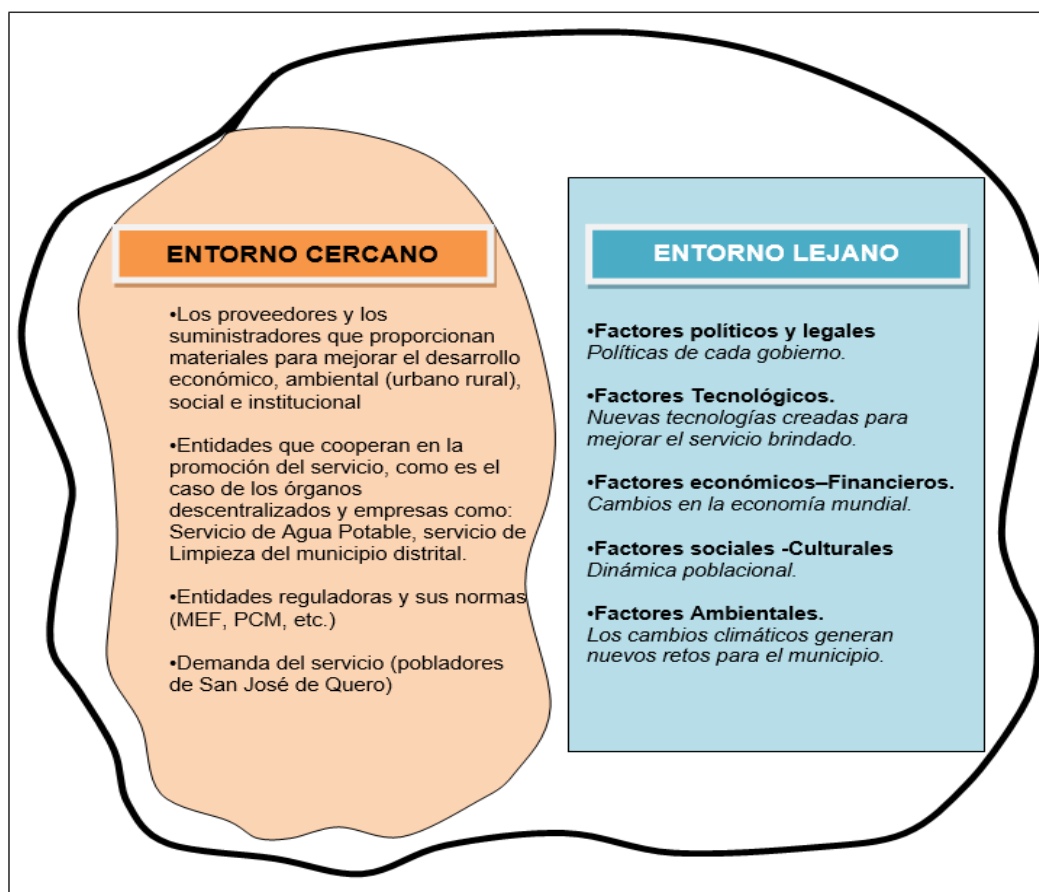 ENTORNO CERCANO
•Los proveedores y los
suministradores que proporcionan
materiales para mejorar el desarrollo
económico, ambiental (urbano rural),
social e institucional
•Entidades que cooperan en la
promoción del servicio, como es el
caso de los órganos
descentralizados y empresas como:
Servicio de Agua Potable, servicio de
Limpieza del municipio distrital.
•Entidades reguladoras y sus normas
(MEF, PCM, etc.)
•Demanda del servicio (pobladores
de San José de Quero)
ENTORNO LEJANO
•Factores políticos y legales
Políticas de cada gobierno.
•Factores Tecnológicos.
Nuevas tecnologías creadas para
mejorar el servicio brindado.
•Factores económicos–Financieros.
Cambios en la economía mundial.
•Factores sociales -Culturales
Dinámica poblacional.
•Factores Ambientales.
Los cambios climáticos generan
nuevos retos para el municipio.